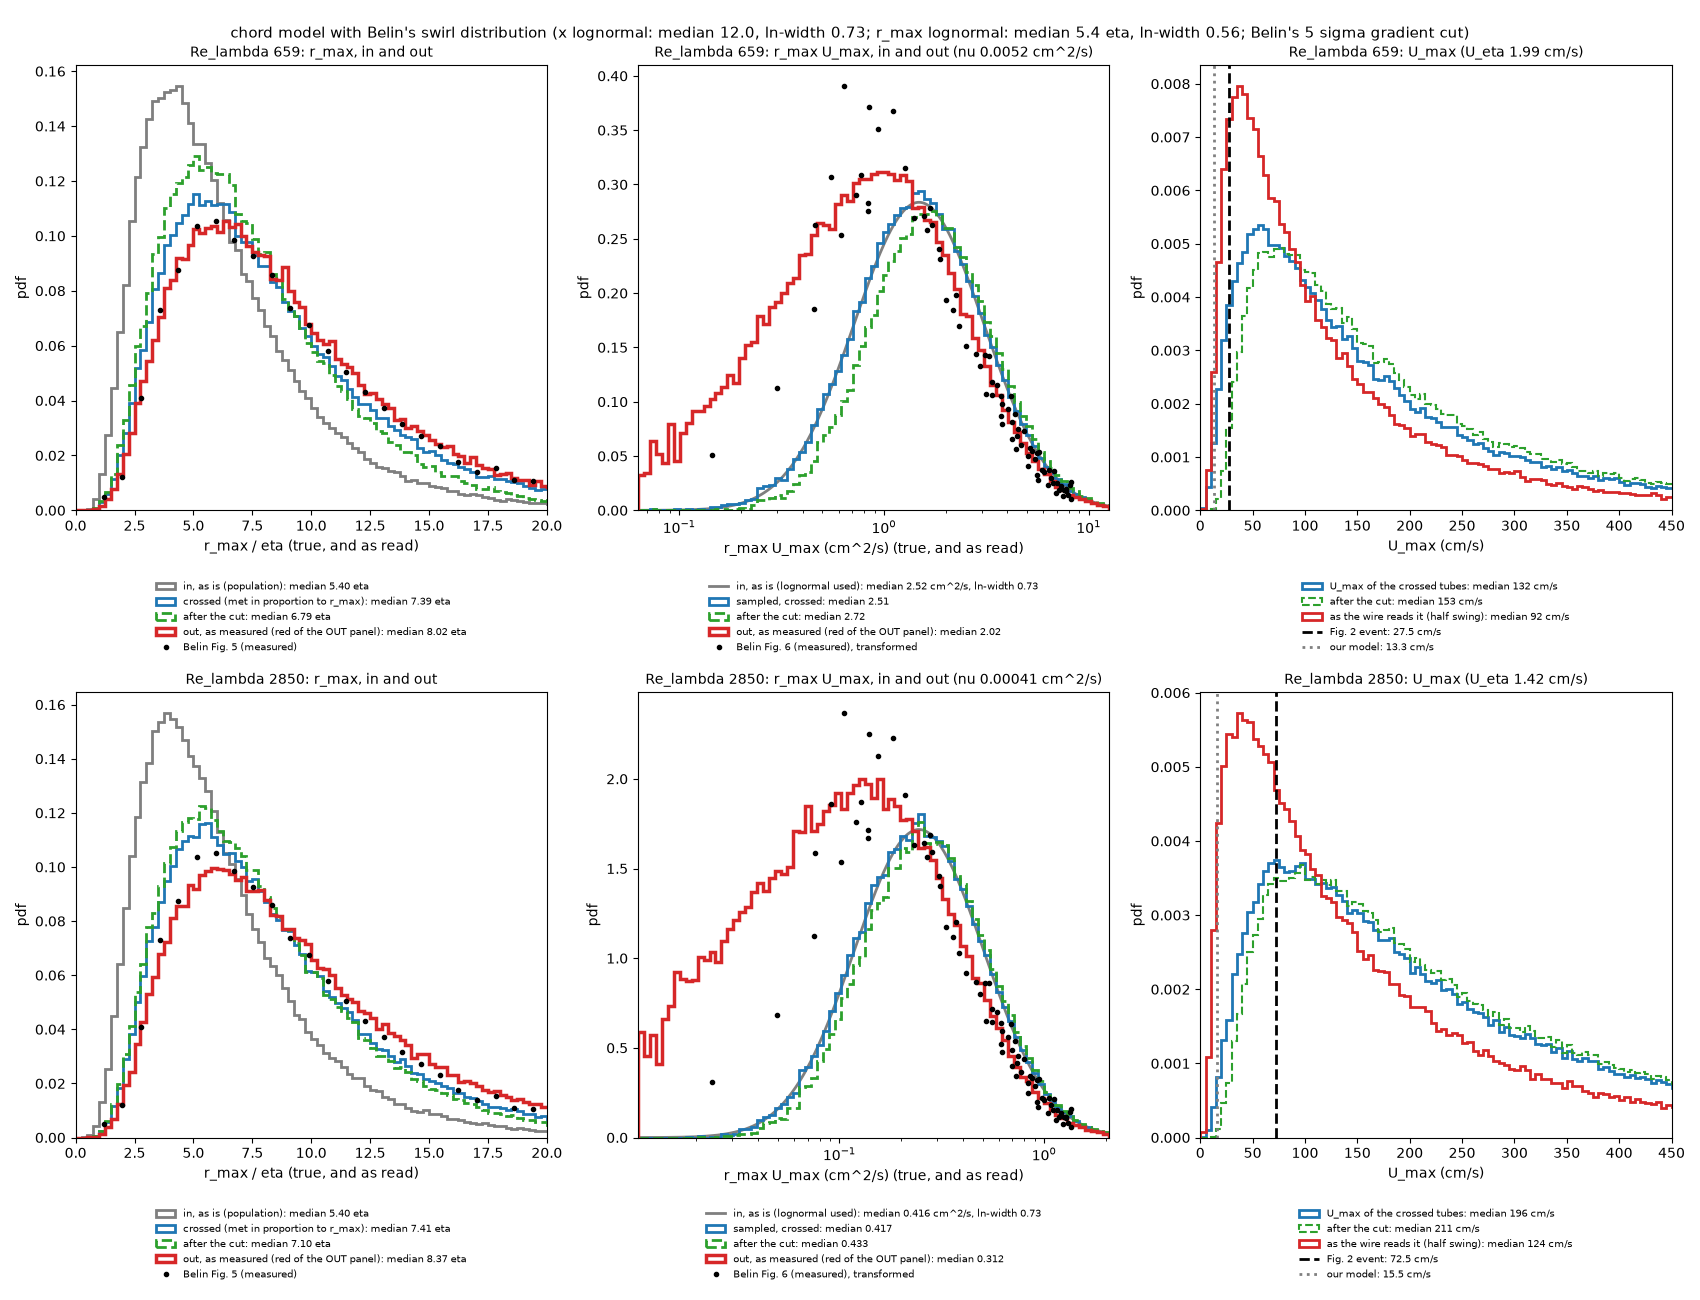 chord model with Belin's swirl distribution (x lognormal: median 12.0, ln-width 0.73; r_max lognormal: median 5.4 eta, ln-width 0.56; Belin's 5 sigma gradient cut)
Re_lambda 659: r_max, in and out
pdf
0.16
0.14
0.12
0.10
0.08
0.06
0.04
0.02
0.00
0.0 2.5 5.0 7.5 10.0 12.5 15.0 17.5 20.0
r_max / eta (true, and as read)
in, as is (population): median 5.40 eta
crossed (met in proportion to r_max): median 7.39 eta
after the cut: median 6.79 eta
out, as measured (red of the OUT panel): median 8.02 eta
Belin Fig. 5 (measured)
Re_lambda 659: r_max U_max, in and out (nu 0.0052 cm^2/s)
pdf
0.40
0.35
0.30
0.25
0.20
0.15
0.10
0.05
0.00
10^-1 10^0 10^1
r_max U_max (cm^2/s) (true, and as read)
in, as is (lognormal used): median 2.52 cm^2/s, ln-width 0.73
sampled, crossed: median 2.51
after the cut: median 2.72
out, as measured (red of the OUT panel): median 2.02
Belin Fig. 6 (measured), transformed
Re_lambda 659: U_max (U_eta 1.99 cm/s)
pdf
0.008
0.007
0.006
0.005
0.004
0.003
0.002
0.001
0.000
0 50 100 150 200 250 300 350 400 450
U_max (cm/s)
U_max of the crossed tubes: median 132 cm/s
after the cut: median 153 cm/s
as the wire reads it (half swing): median 92 cm/s
Fig. 2 event: 27.5 cm/s
our model: 13.3 cm/s
Re_lambda 2850: r_max, in and out
pdf
0.16
0.14
0.12
0.10
0.08
0.06
0.04
0.02
0.00
0.0 2.5 5.0 7.5 10.0 12.5 15.0 17.5 20.0
r_max / eta (true, and as read)
in, as is (population): median 5.40 eta
crossed (met in proportion to r_max): median 7.41 eta
after the cut: median 7.10 eta
out, as measured (red of the OUT panel): median 8.37 eta
Belin Fig. 5 (measured)
Re_lambda 2850: r_max U_max, in and out (nu 0.00041 cm^2/s)
pdf
2.0
1.5
1.0
0.5
0.0
10^-1 10^0
r_max U_max (cm^2/s) (true, and as read)
in, as is (lognormal used): median 0.416 cm^2/s, ln-width 0.73
sampled, crossed: median 0.417
after the cut: median 0.433
out, as measured (red of the OUT panel): median 0.312
Belin Fig. 6 (measured), transformed
Re_lambda 2850: U_max (U_eta 1.42 cm/s)
pdf
0.006
0.005
0.004
0.003
0.002
0.001
0.000
0 50 100 150 200 250 300 350 400 450
U_max (cm/s)
U_max of the crossed tubes: median 196 cm/s
after the cut: median 211 cm/s
as the wire reads it (half swing): median 124 cm/s
Fig. 2 event: 72.5 cm/s
our model: 15.5 cm/s